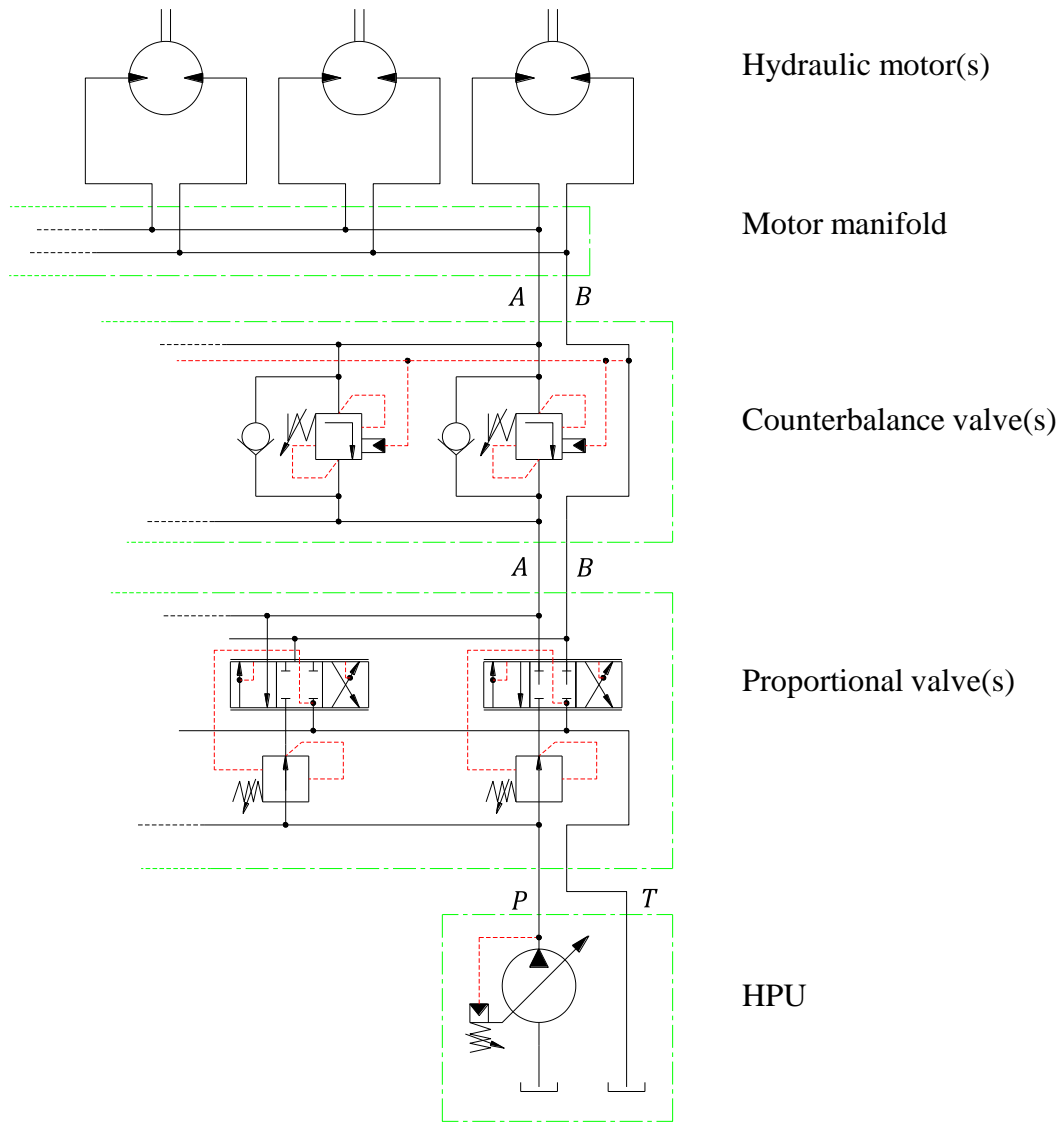 Hydraulic motor(s)
Motor manifold
A B
Counterbalance valve(s)
A B
Proportional valve(s)
P T
HPU